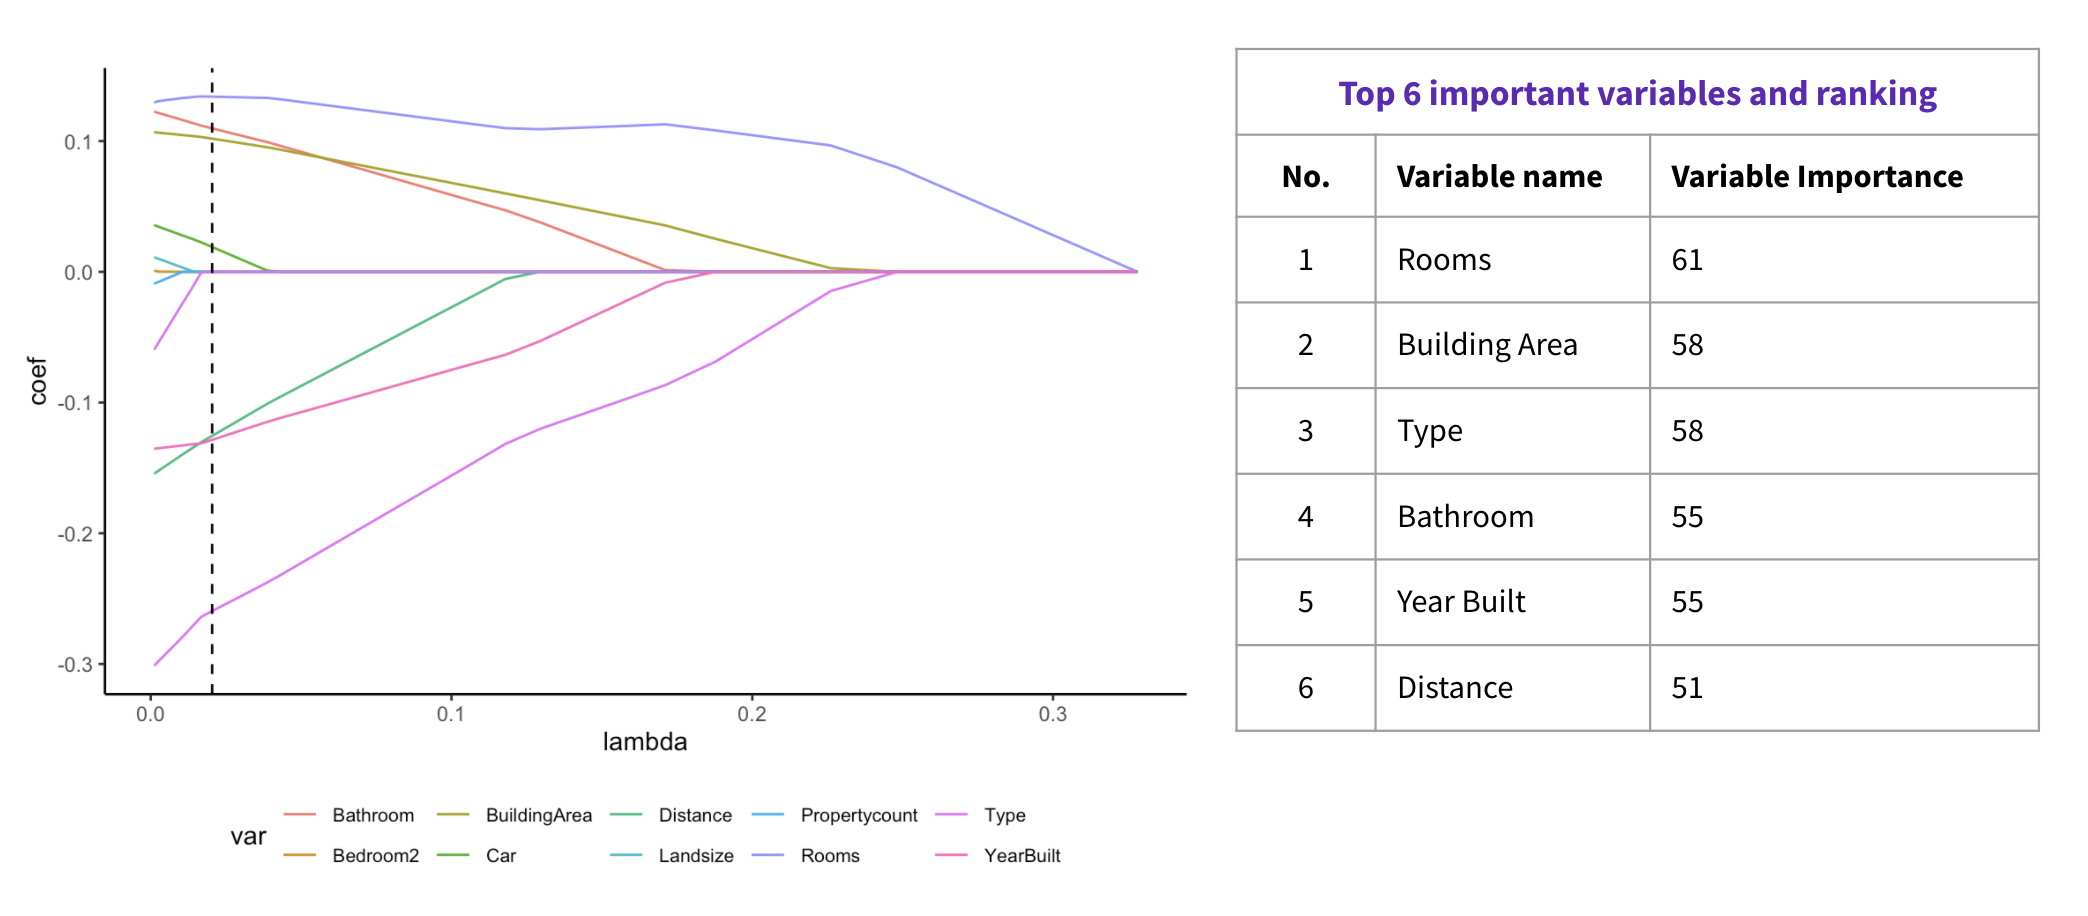 0.1
0.0
-0.1
-0.2
-0.3
coef
0.0 0.1 0.2 0.3
lambda
var
Bathroom BuildingArea Distance Propertycount Type
Bedroom2 Car Landsize Rooms YearBuilt
Top 6 important variables and ranking
No. Variable name Variable Importance
1 Rooms 61
2 Building Area 58
3 Type 58
4 Bathroom 55
5 Year Built 55
6 Distance 51